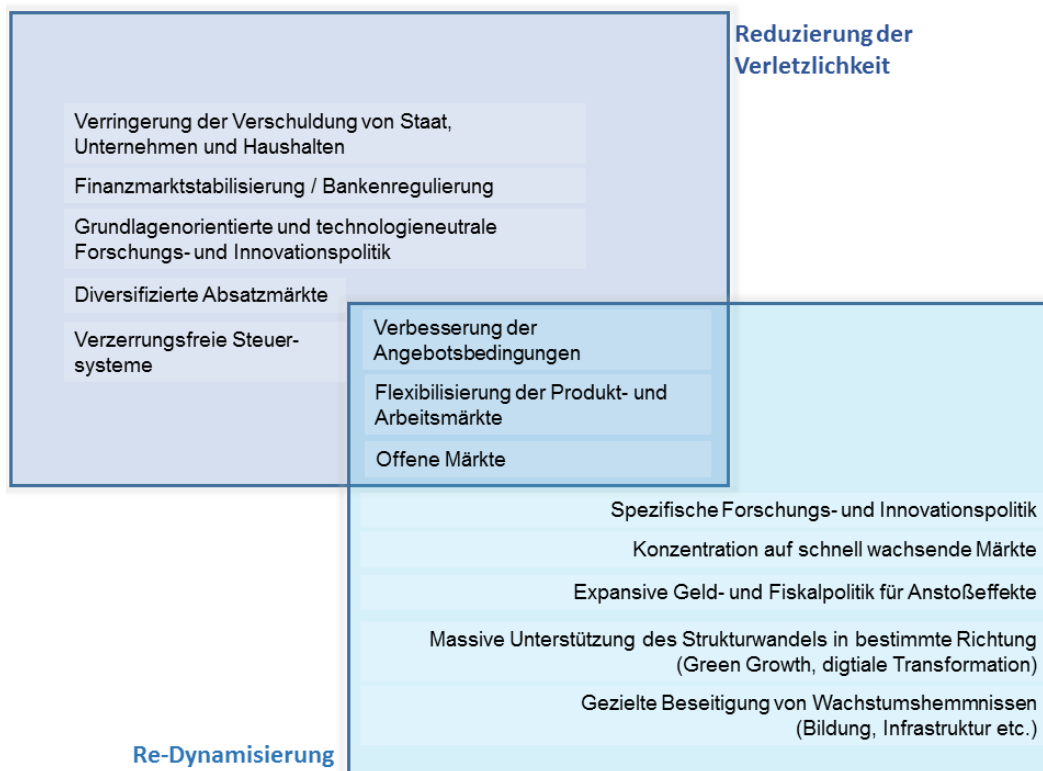 Reduzierung der
Verletzlichkeit
Verringerung der Verschuldung von Staat,
Unternehmen und Haushalten
Finanzmarktstabilisierung / Bankenregulierung
Grundlagenorientierte und technologieneutrale
Forschungs- und Innovationspolitik
Diversifizierte Absatzmärkte
Verzerrungsfreie Steuer-
systeme
Verbesserung der
Angebotsbedingungen
Flexibilisierung der Produkt- und
Arbeitsmärkte
Offene Märkte
Spezifische Forschungs- und Innovationspolitik
Konzentration auf schnell wachsende Märkte
Expansive Geld- und Fiskalpolitik für Anstoßeffekte
Massive Unterstützung des Strukturwandels in bestimmte Richtung
(Green Growth, digtiale Transformation)
Gezielte Beseitigung von Wachstumshemmnissen
(Bildung, Infrastruktur etc.)
Re-Dynamisierung